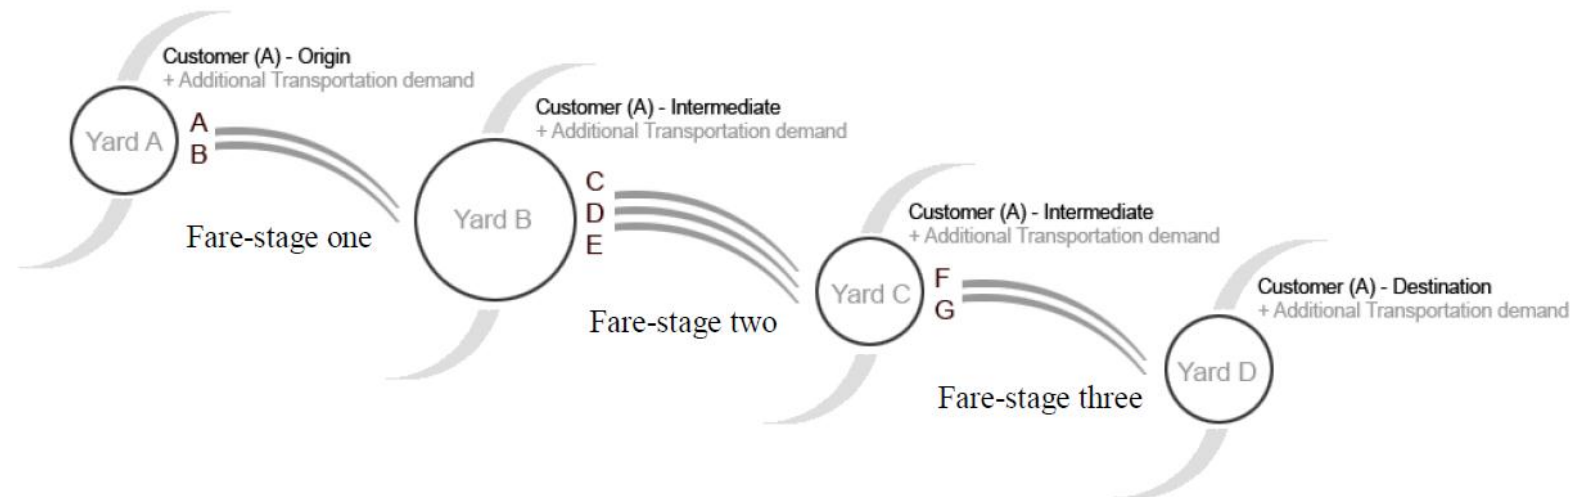 Customer (A) - Origin
+ Additional Transportation demand
Yard A
A
B
Fare-stage one
Customer (A) - Intermediate
+ Additional Transportation demand
Yard B
C
D
E
Fare-stage two
Customer (A) - Intermediate
+ Additional Transportation demand
Yard C
F
G
Fare-stage three
Customer (A) - Destination
+ Additional Transportation demand
Yard D